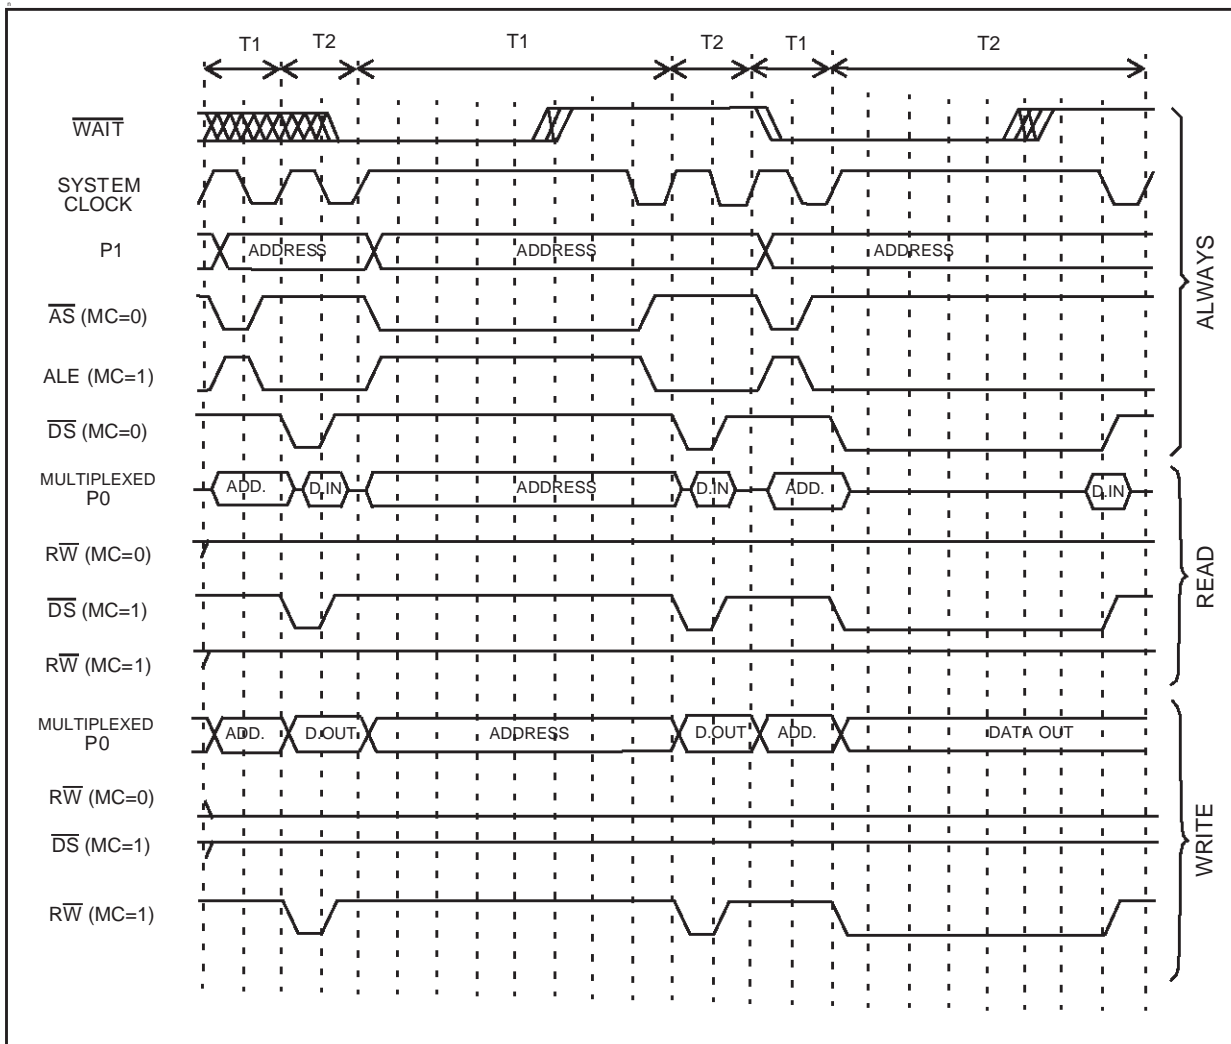 n
T1 T2 T1 T2 T1 T2
WAIT
SYSTEM
CLOCK
P1 ADDRESS ADDRESS ADDRESS
AS (MC=0)
ALE (MC=1)
DS (MC=0)
ALWAYS
MULTIPLEXED
P0 ADD. D.IN ADDRESS D.IN ADD. D.IN
RW (MC=0)
DS (MC=1)
RW (MC=1)
READ
MULTIPLEXED
P0 ADD. D.OUT ADDRESS D.OUT ADD. DATA OUT
RW (MC=0)
DS (MC=1)
RW (MC=1)
WRITE